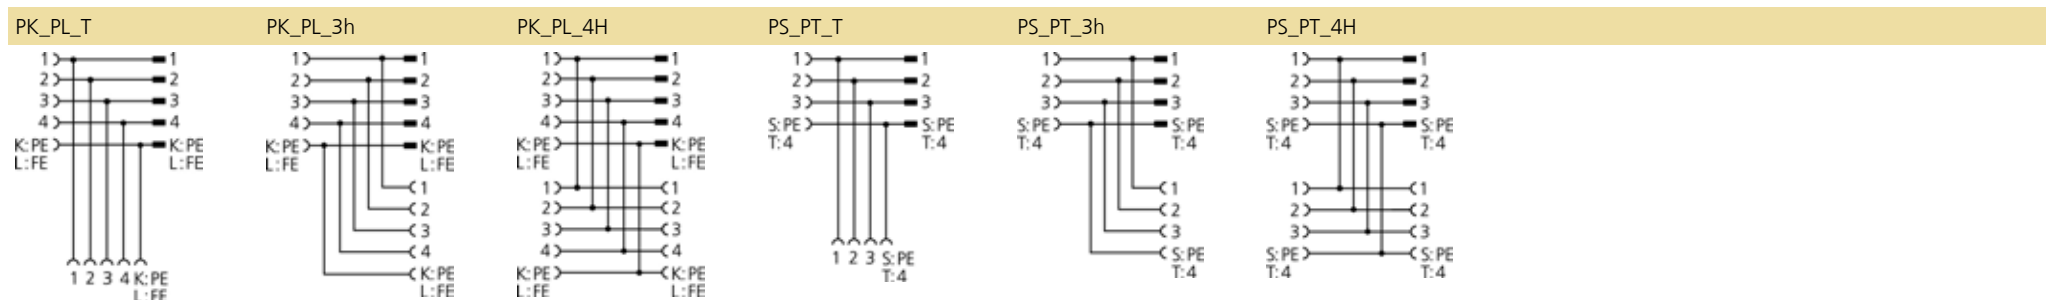 PK_PL_T PK_PL_3h PK_PL_4H PS_PT_T PS_PT_3h PS_PT_4H
1 1 1 1 1 1 1 1 1 1 1 1
2 2 2 2 2 2 2 2 2 2 2 2
3 3 3 3 3 3 3 3 3 3 3 3
4 4 4 4 4 4 S:PE S:PE S:PE S:PE S:PE S:PE
K:PE K:PE K:PE K:PE K:PE K:PE T:4 T:4 T:4 T:4 T:4 T:4
L:FE L:FE L:FE L:FE L:FE L:FE
1 1 1 1 1 1
2 2 2 2 2 2
3 3 3 3 3 3
4 4 4 1 2 3 S:PE S:PE S:PE S:PE
1 2 3 4 K:PE K:PE K:PE K:PE T:4 T:4 T:4 T:4
L:FE L:FE L:FE L:FE